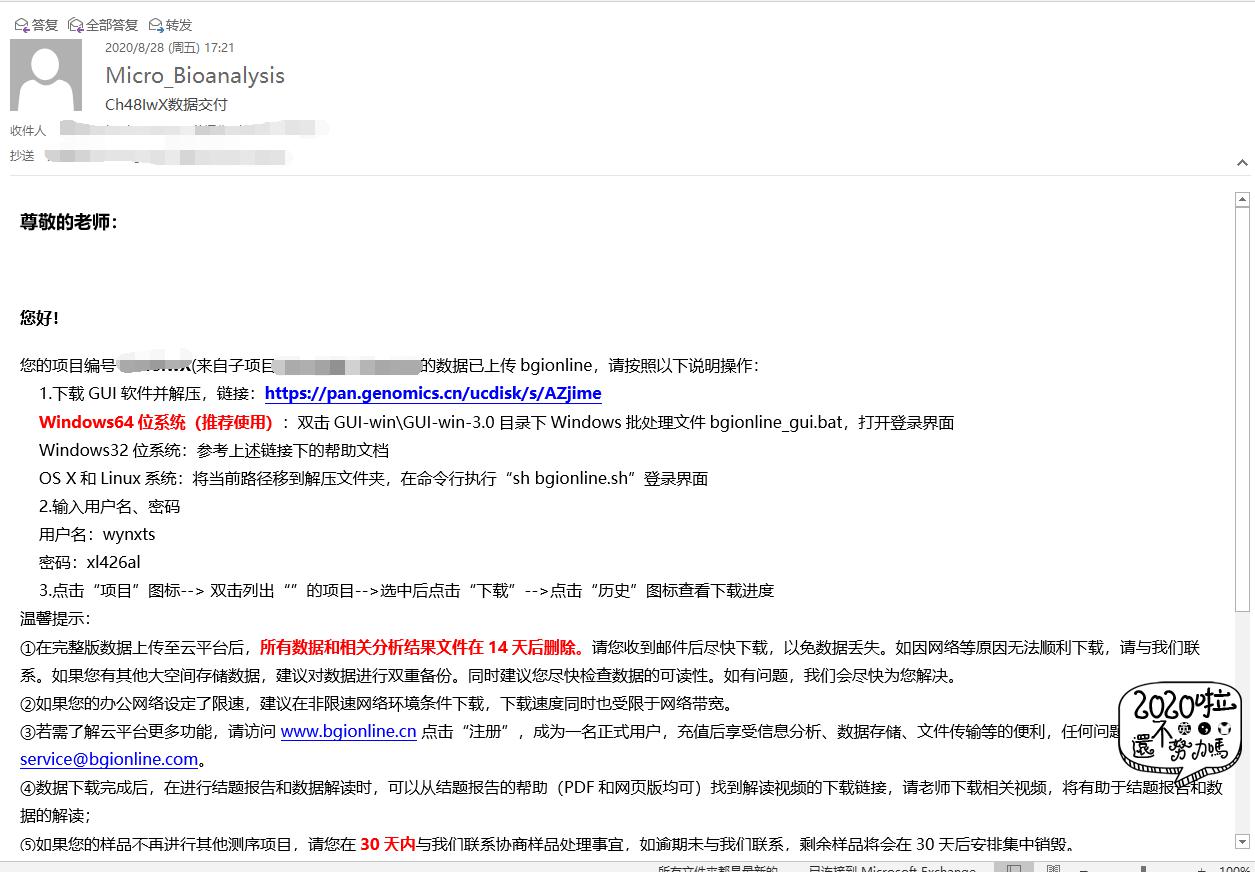 答复 全部答复 转发
2020/8/28 (周五) 17:21
Micro_Bioanalysis
Ch48IwX数据交付
收件人
抄送
尊敬的老师：
您好！
您的项目编号 (来自子项目 的数据已上传 bgionline，请按照以下说明操作：
1.下载 GUI 软件并解压，链接：https://pan.genomics.cn/ucdisk/s/AZjime
Windows64 位系统（推荐使用）：双击 GUI-win\GUI-win-3.0 目录下 Windows 批处理文件 bgionline_gui.bat，打开登录界面
Windows32 位系统：参考上述链接下的帮助文档
OS X 和 Linux 系统：将当前路径移到解压文件夹，在命令行执行“sh bgionline.sh”登录界面
2.输入用户名、密码
用户名：wynxts
密码：xl426al
3.点击“项目”图标--> 双击列出“”的项目-->选中后点击“下载”-->点击“历史”图标查看下载进度
温馨提示：
①在完整版数据上传至云平台后，所有数据和相关分析结果文件在 14 天后删除。请您收到邮件后尽快下载，以免数据丢失。如因网络等原因无法顺利下载，请与我们联
系。如果您有其他大空间存储数据，建议对数据进行双重备份。同时建议您尽快检查数据的可读性。如有问题，我们会尽快为您解决。
②如果您的办公网络设定了限速，建议在非限速网络环境条件下载，下载速度同时也受限于网络带宽。
③若需了解云平台更多功能，请访问 www.bgionline.cn 点击“注册”，成为一名正式用户，充值后享受信息分析、数据存储、文件传输等的便利，任何问题
service@bgionline.com。
④数据下载完成后，在进行结题报告和数据解读时，可以从结题报告的帮助（PDF 和网页版均可）找到解读视频的下载链接，请老师下载相关视频，将有助于结题报告和数
据的解读；
⑤如果您的样品不再进行其他测序项目，请您在 30 天内与我们联系协商样品处理事宜，如逾期未与我们联系，剩余样品将会在 30 天后安排集中销毁。
2020啦
還不努力嗎
所有文件夹都是最新的 已连接到 Microsoft Exchange 100%